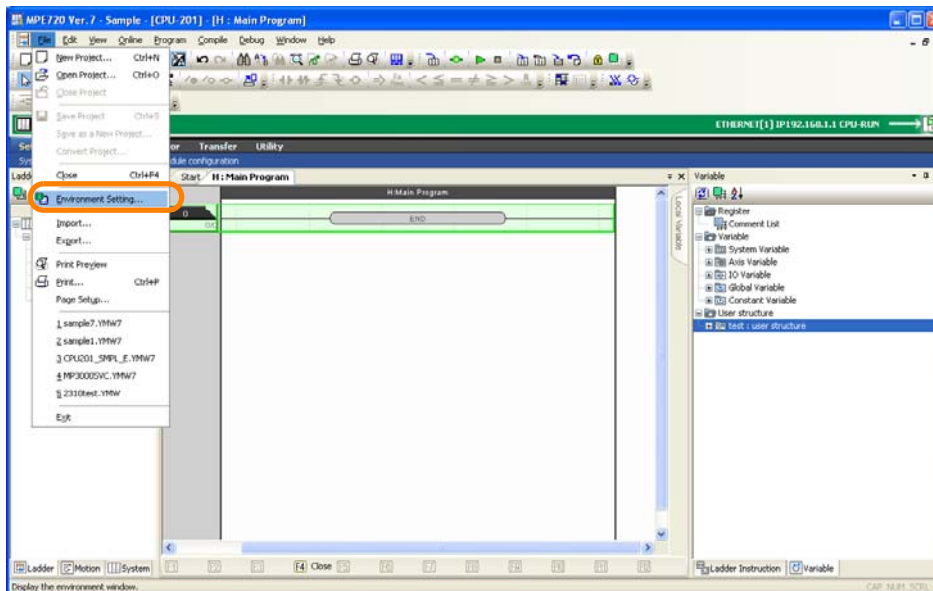 MPE720 Ver.7 - Sample - [CPU-201] - [H : Main Program]
File Edit View Online Program Compile Debug Window Help
New Project... Ctrl+N
Open Project... Ctrl+O
Close Project
Save Project Ctrl+S
Save as a New Project...
Convert Project...
Close Ctrl+F4
Environment Setting...
Import...
Export...
Print Preview
Print... Ctrl+P
Page Setup...
1 sample7.YMW7
2 sample1.YMW7
3 CPU201_SMPL_E.YMW7
4 MP3000SVC.YMW7
5 2310test.YMW
Exit
ETHERNET[1] IP192.168.1.1 CPU-RUN
or Transfer Utility
dule configuration
Start H : Main Program
H:Main Program
0
END
Local Variable
Variable
Register
Comment List
Variable
System Variable
Axis Variable
IO Variable
Global Variable
Constant Variable
User structure
test : user structure
Ladder Motion System
F4 Close
Ladder Instruction Variable
Display the environment window.
CAP NUM SCRL